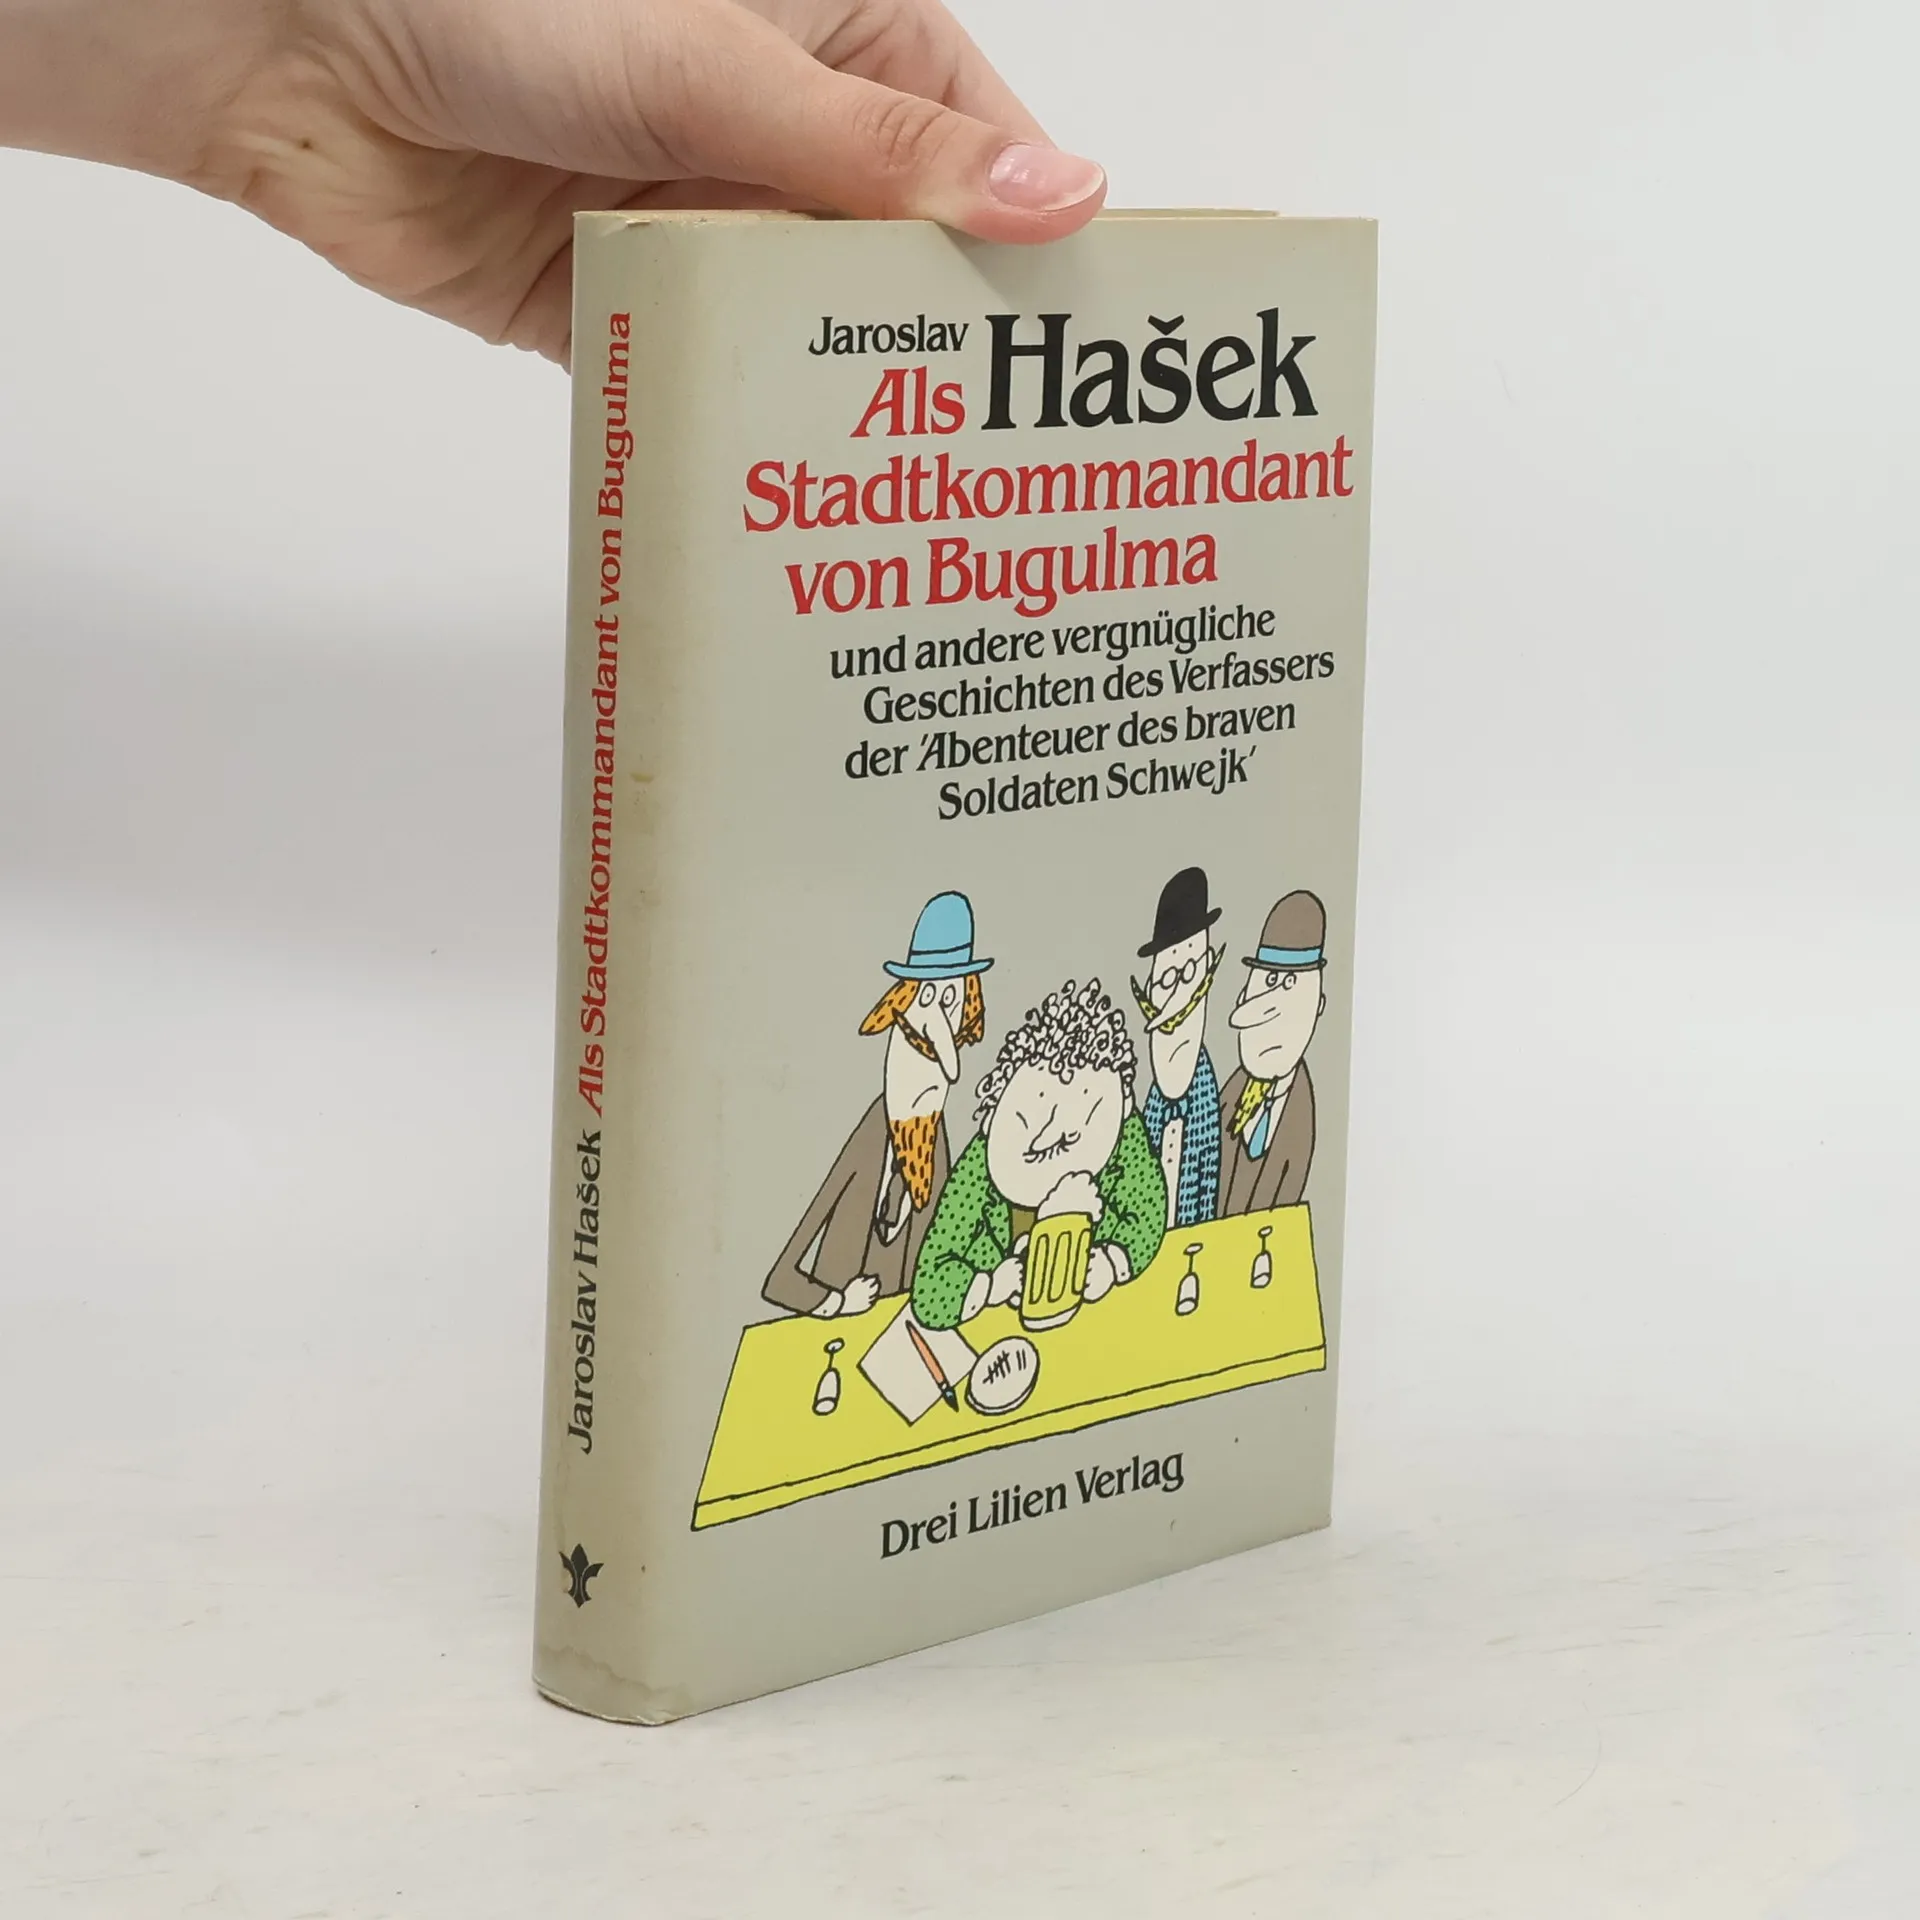 Jaroslav Hašek
Als
Stadtkommandant
von Bugulma
und andere vergnügliche
Geschichten des Verfassers
der 'Abenteuer des braven
Soldaten Schwejk'
Drei Lilien Verlag
Jaroslav Hašek Als Stadtkommandant von Bugulma